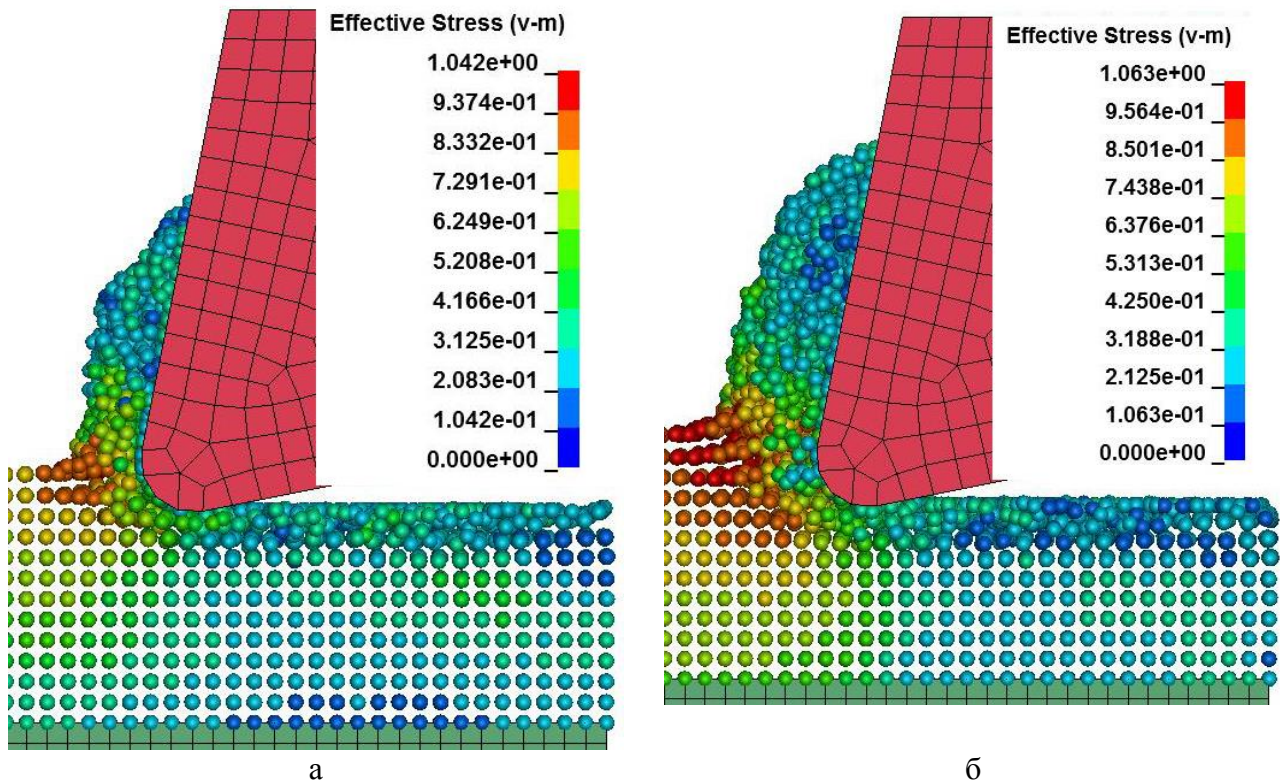 Effective Stress (v-m)
1.042e+00
9.374e-01
8.332e-01
7.291e-01
6.249e-01
5.208e-01
4.166e-01
3.125e-01
2.083e-01
1.042e-01
0.000e+00
а
Effective Stress (v-m)
1.063e+00
9.564e-01
8.501e-01
7.438e-01
6.376e-01
5.313e-01
4.250e-01
3.188e-01
2.125e-01
1.063e-01
0.000e+00
б